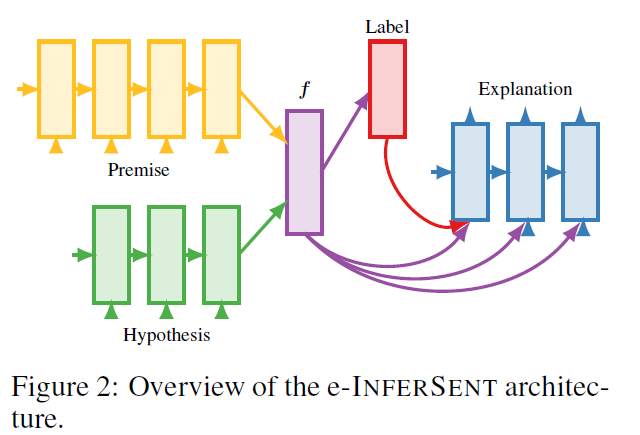 Label
f
Explanation
Premise
Hypothesis
Figure 2: Overview of the e-INFERSENT architec-
ture.